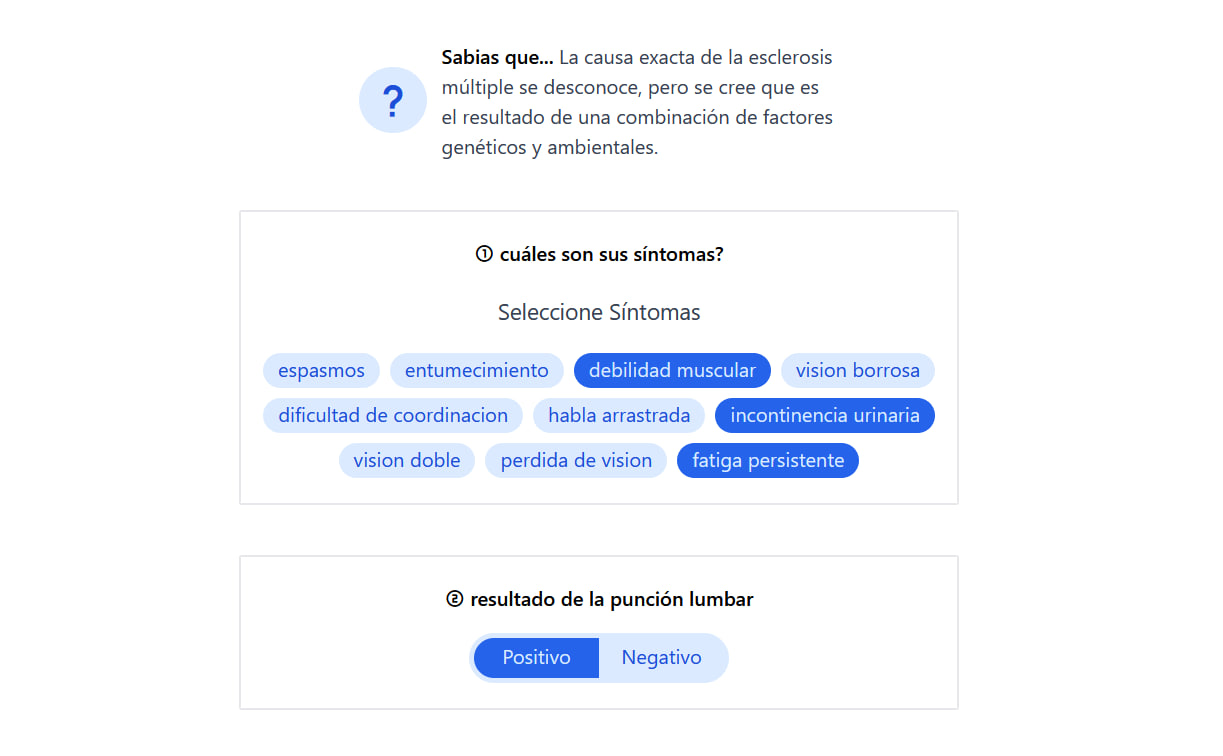 ?
Sabias que... La causa exacta de la esclerosis
múltiple se desconoce, pero se cree que es
el resultado de una combinación de factores
genéticos y ambientales.
① cuáles son sus síntomas?
Seleccione Síntomas
espasmos entumecimiento debilidad muscular vision borrosa
dificultad de coordinacion habla arrastrada incontinencia urinaria
vision doble perdida de vision fatiga persistente
② resultado de la punción lumbar
Positivo Negativo